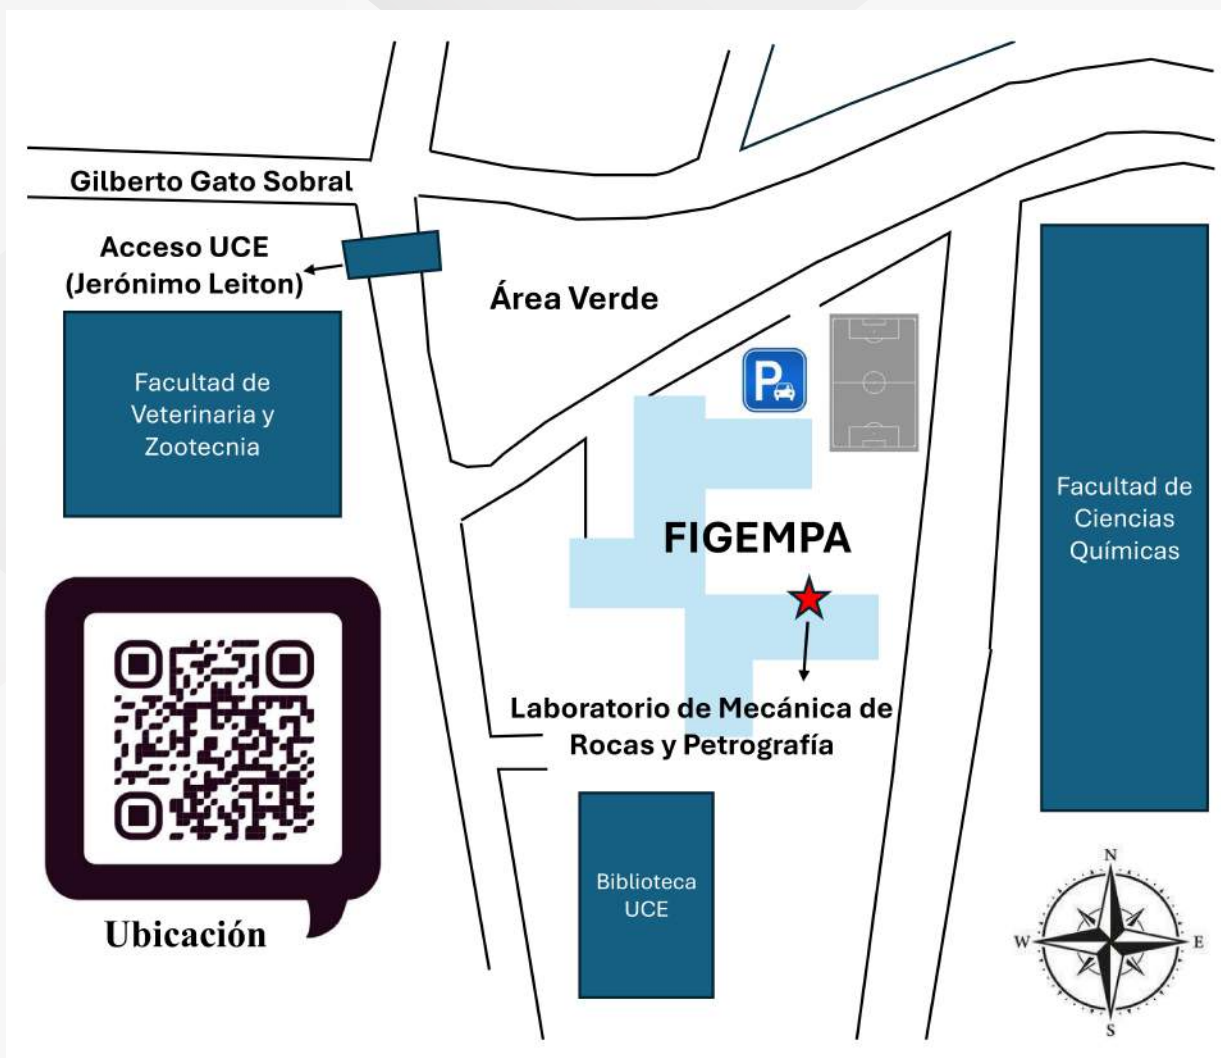 Gilberto Gato Sobral
Acceso UCE
(Jerónimo Leiton)
Área Verde
Facultad de
Veterinaria y
Zootecnia
P
FIGEMPA
Facultad de
Ciencias
Químicas
Laboratorio de Mecánica de
Rocas y Petrografía
Biblioteca
UCE
Ubicación
N
W
E
S